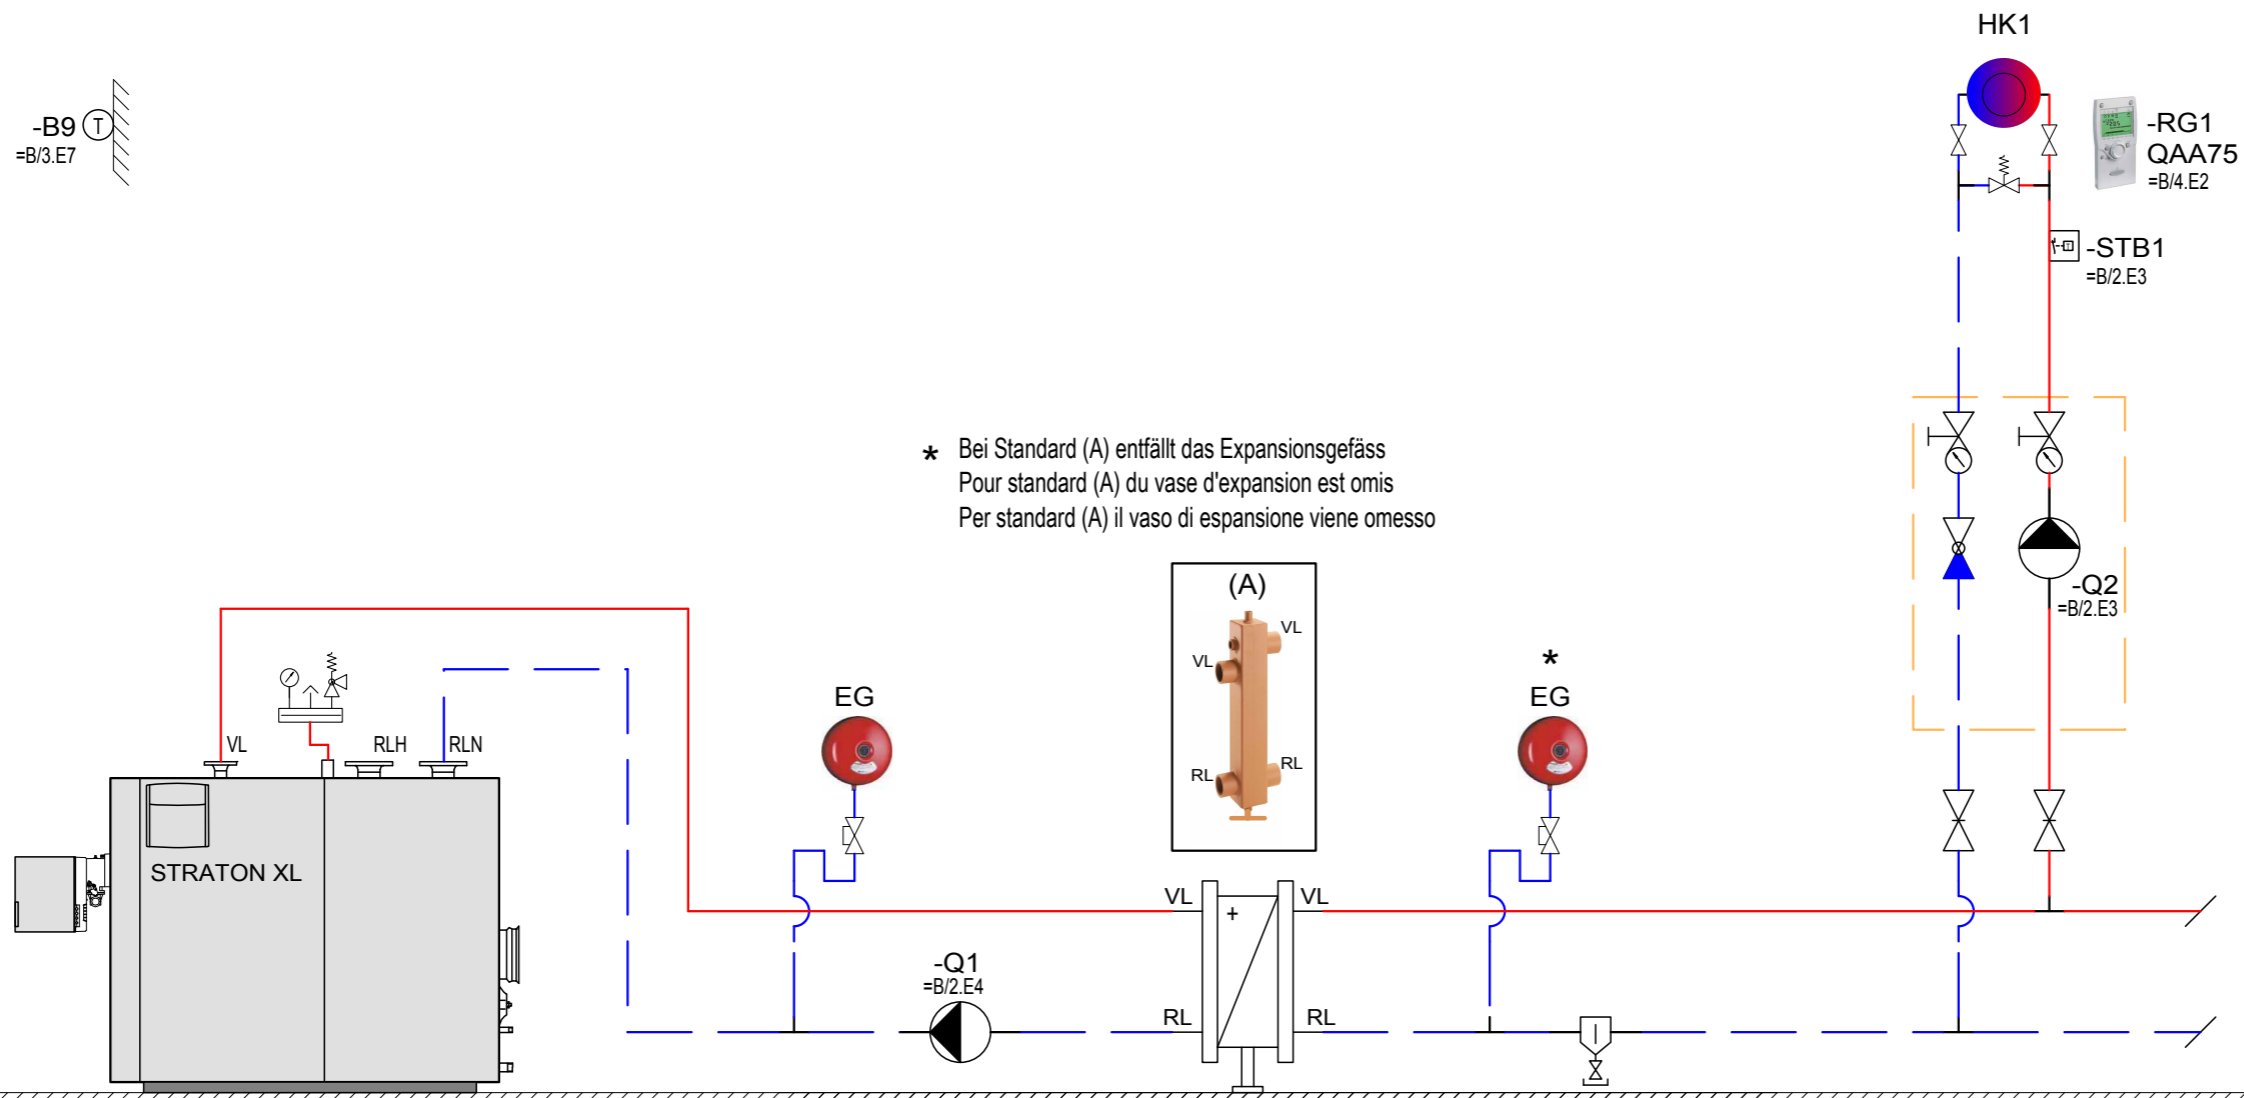 HK1
-B9
=B/3.E7
-RG1
QAA75
=B/4.E2
-STB1
=B/2.E3
* Bei Standard (A) entfällt das Expansionsgefäss
Pour standard (A) du vase d'expansion est omis
Per standard (A) il vaso di espansione viene omesso
(A)
VL
VL
RL
RL
-Q2
=B/2.E3
*
EG
EG
VL
RLH
RLN
STRATON XL
VL
VL
+
-Q1
=B/2.E4
RL
RL